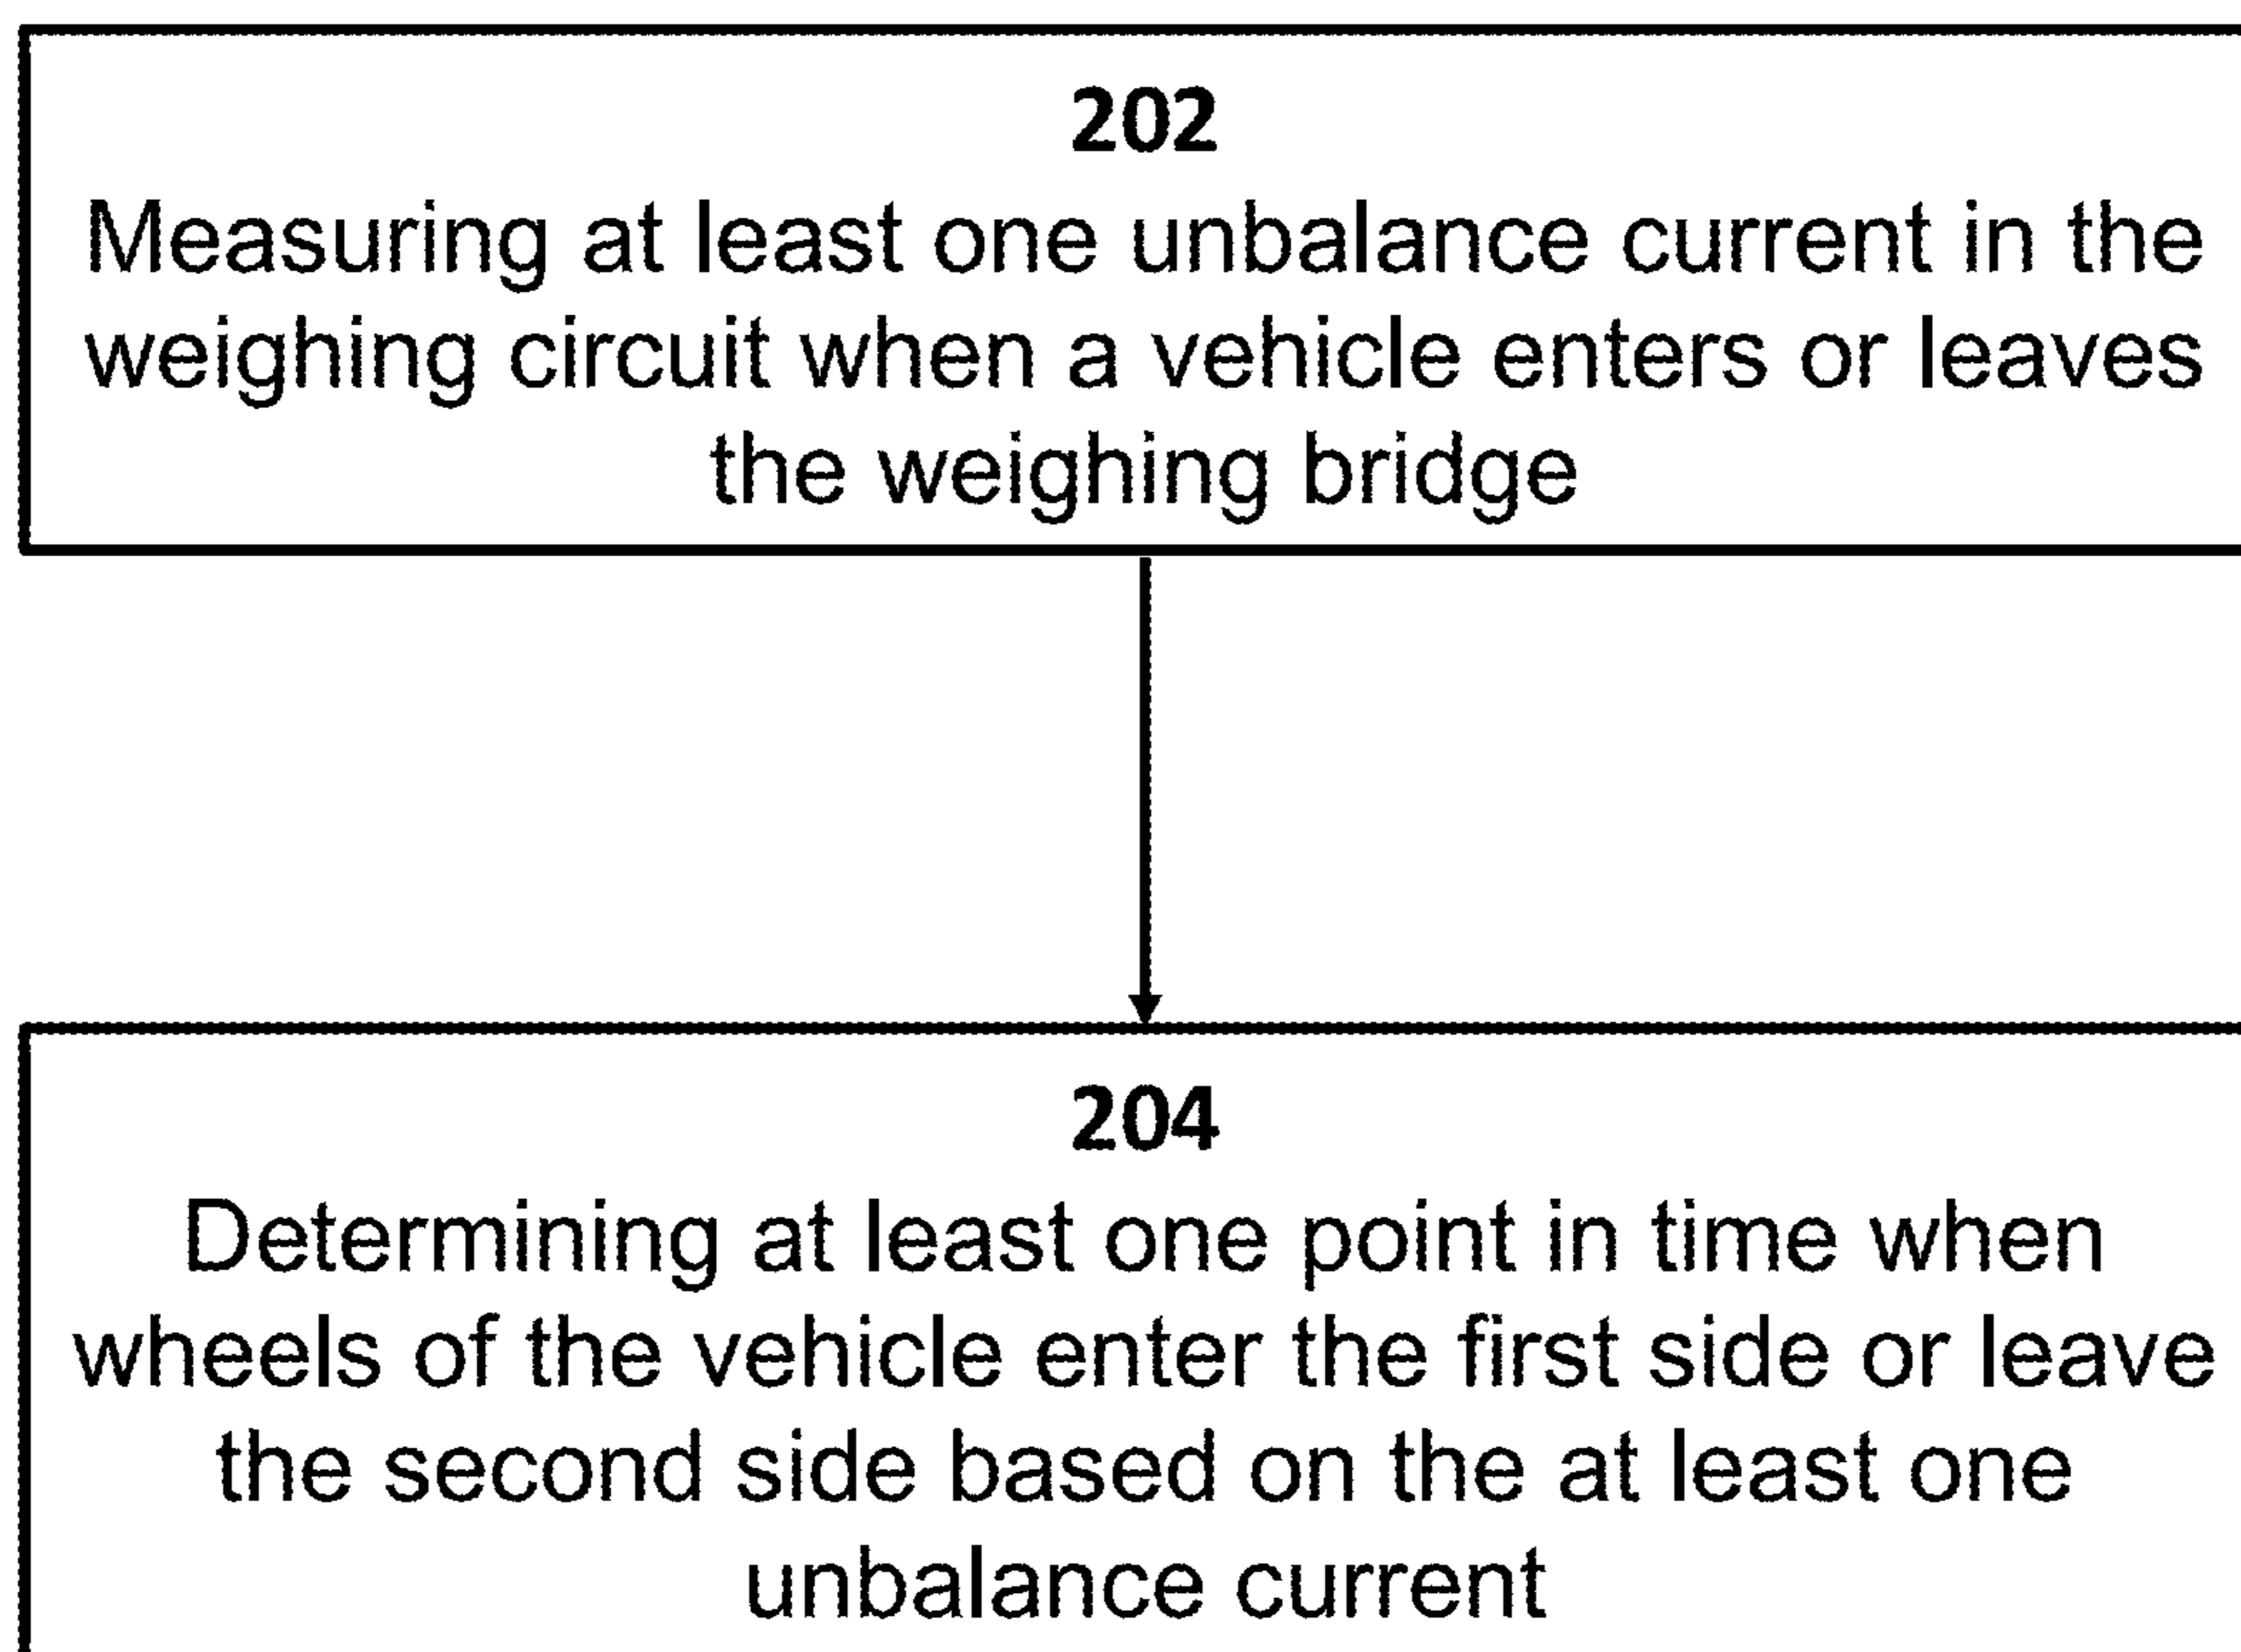 202
Measuring at least one unbalance current in the
weighing circuit when a vehicle enters or leaves
the weighing bridge
204
Determining at least one point in time when
wheels of the vehicle enter the first side or leave
the second side based on the at least one
unbalance current